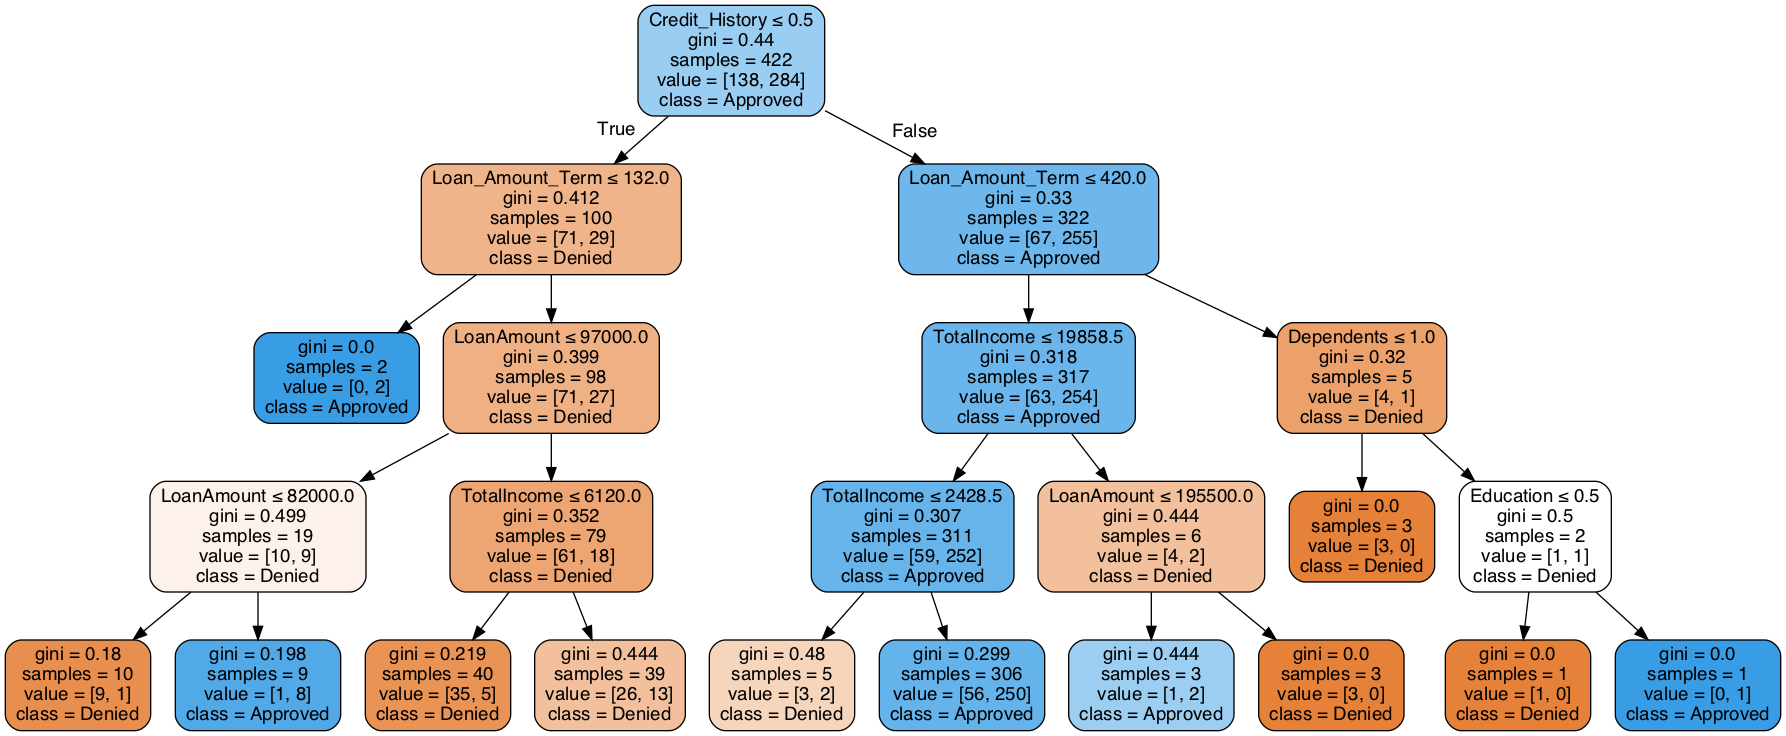 Credit_History ≤ 0.5
gini = 0.44
samples = 422
value = [138, 284]
class = Approved
True
False
Loan_Amount_Term ≤ 132.0
gini = 0.412
samples = 100
value = [71, 29]
class = Denied
Loan_Amount_Term ≤ 420.0
gini = 0.33
samples = 322
value = [67, 255]
class = Approved
gini = 0.0
samples = 2
value = [0, 2]
class = Approved
LoanAmount ≤ 97000.0
gini = 0.399
samples = 98
value = [71, 27]
class = Denied
TotalIncome ≤ 19858.5
gini = 0.318
samples = 317
value = [63, 254]
class = Approved
Dependents ≤ 1.0
gini = 0.32
samples = 5
value = [4, 1]
class = Denied
LoanAmount ≤ 82000.0
gini = 0.499
samples = 19
value = [10, 9]
class = Denied
TotalIncome ≤ 6120.0
gini = 0.352
samples = 79
value = [61, 18]
class = Denied
TotalIncome ≤ 2428.5
gini = 0.307
samples = 311
value = [59, 252]
class = Approved
LoanAmount ≤ 195500.0
gini = 0.444
samples = 6
value = [4, 2]
class = Denied
gini = 0.0
samples = 3
value = [3, 0]
class = Denied
Education ≤ 0.5
gini = 0.5
samples = 2
value = [1, 1]
class = Denied
gini = 0.18
samples = 10
value = [9, 1]
class = Denied
gini = 0.198
samples = 9
value = [1, 8]
class = Approved
gini = 0.219
samples = 40
value = [35, 5]
class = Denied
gini = 0.444
samples = 39
value = [26, 13]
class = Denied
gini = 0.48
samples = 5
value = [3, 2]
class = Denied
gini = 0.299
samples = 306
value = [56, 250]
class = Approved
gini = 0.444
samples = 3
value = [1, 2]
class = Approved
gini = 0.0
samples = 3
value = [3, 0]
class = Denied
gini = 0.0
samples = 1
value = [1, 0]
class = Denied
gini = 0.0
samples = 1
value = [0, 1]
class = Approved